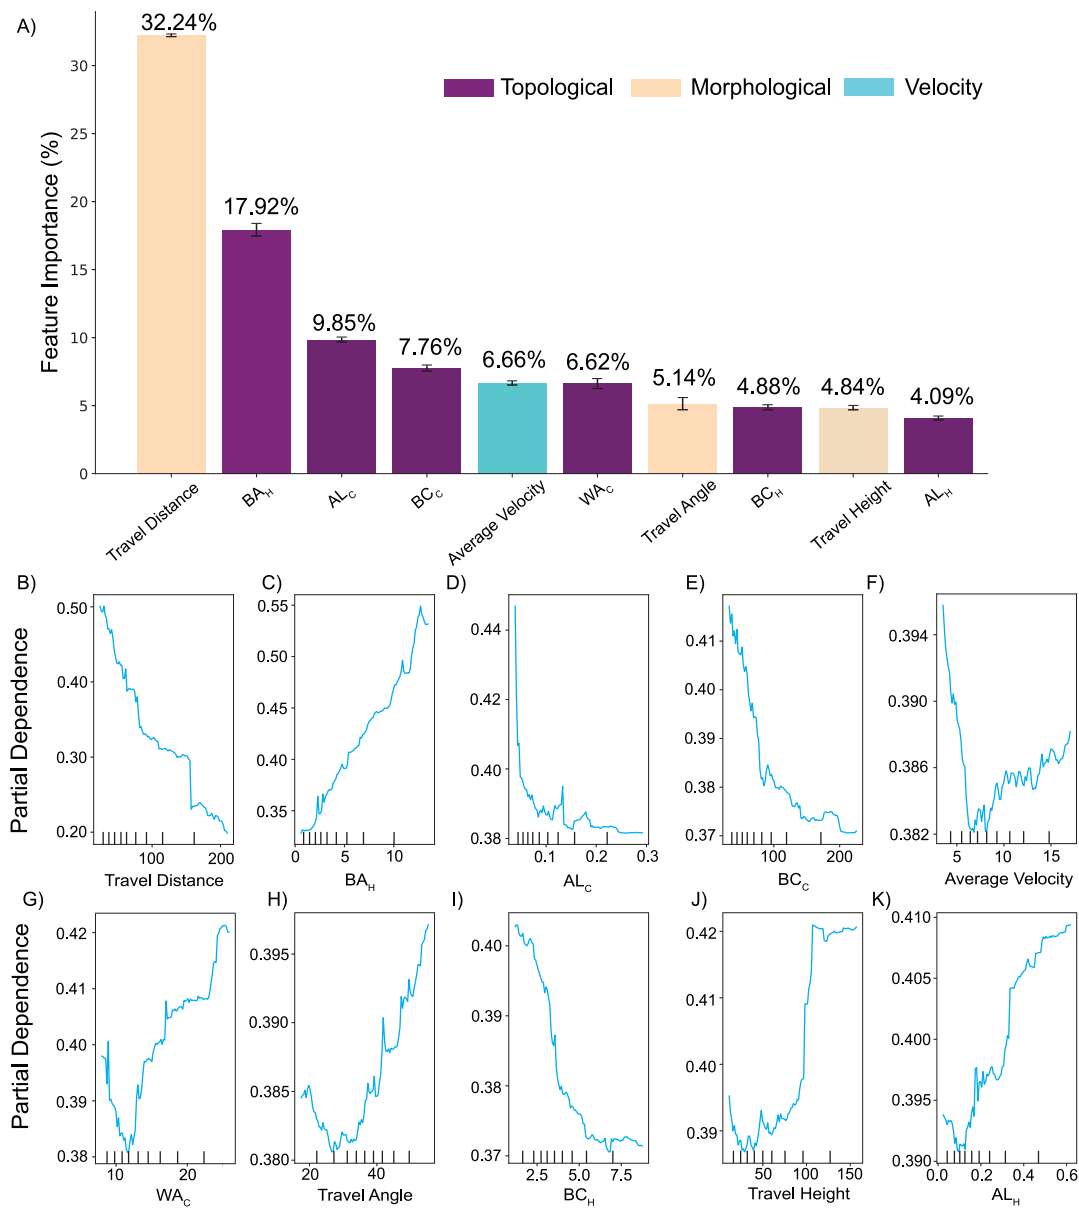 A)
32.24%
17.92%
9.85%
7.76%
6.66%
6.62%
5.14%
4.88%
4.84%
4.09%
Topological Morphological Velocity
Feature Importance (%)
30
25
20
15
10
5
0
Travel Distance BA_H AL_C BC_C Average Velocity WA_C Travel Angle BC_H Travel Height AL_H
Partial Dependence
B)
0.50
0.40
0.30
0.20
100 200
Travel Distance
C)
0.55
0.50
0.45
0.40
0.35
0 5 10
BA_H
D)
0.44
0.42
0.40
0.38
0.1 0.2 0.3
AL_C
E)
0.41
0.40
0.39
0.38
0.37
100 200
BC_C
F)
0.394
0.390
0.386
0.382
5 10 15
Average Velocity
Partial Dependence
G)
0.42
0.41
0.40
0.39
0.38
10 20
WA_C
H)
0.395
0.390
0.385
0.380
20 40
Travel Angle
I)
0.40
0.39
0.38
0.37
2.5 5.0 7.5
BC_H
J)
0.42
0.41
0.40
0.39
50 100 150
Travel Height
K)
0.410
0.405
0.400
0.395
0.390
0.0 0.2 0.4 0.6
AL_H